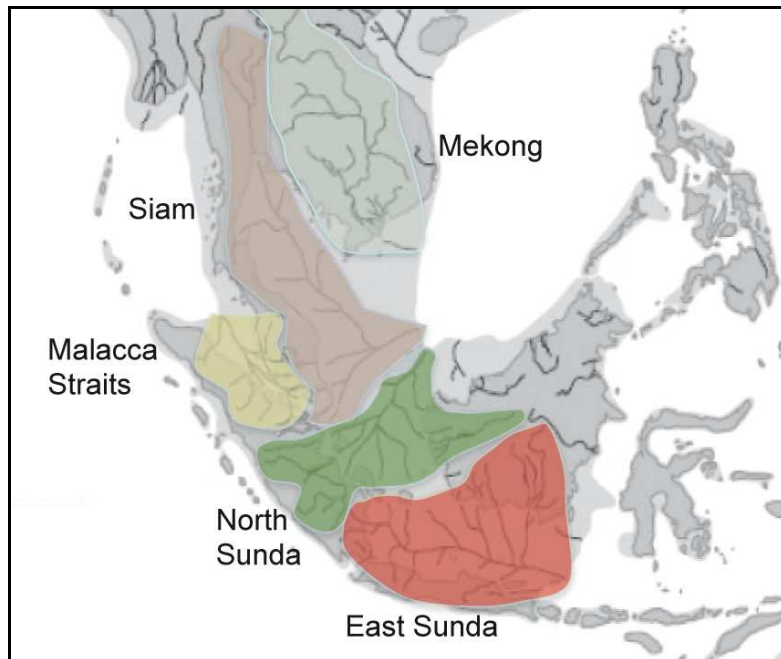 Mekong
Siam
Malacca
Straits
North
Sunda
East Sunda